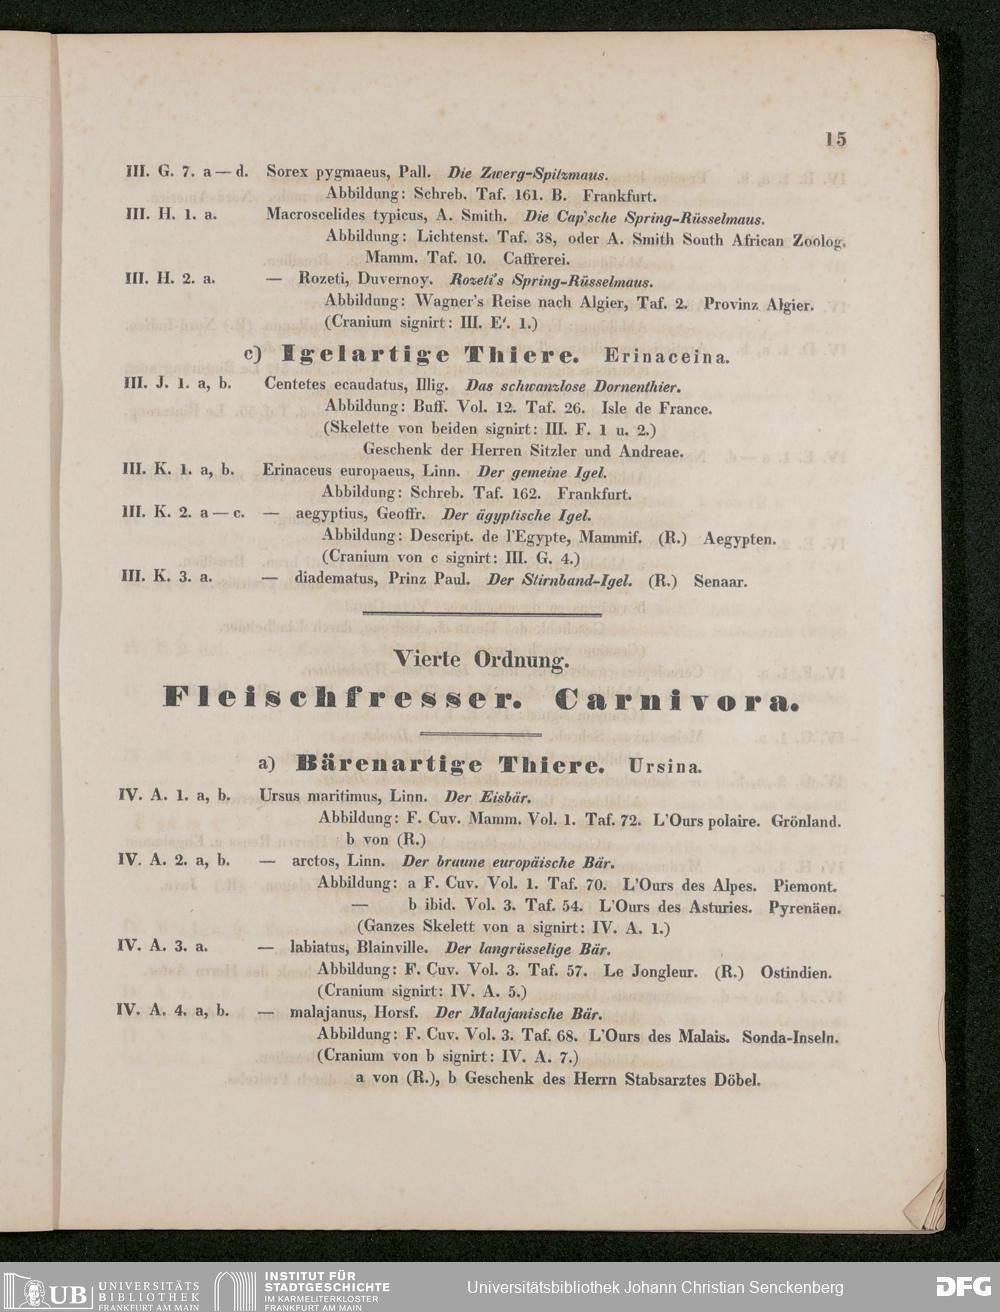 15
III. G. 7. a — d. Sorex pygmaeus, Pall. Die Zwerg-Spitzmaus.
Abbildung: Schreb. Taf. 161. B. Frankfurt.
III. H. 1. a. Macroscelides typicus, A. Smith. Die Cap'sche Spring-Rüsselmaus.
Abbildung: Lichtenst. Taf. 38, oder A. Smith South African Zoolog.
Mamm. Taf. 10. Caffrerei.
III. H. 2. a. — Rozeti, Duvernoy. Rozeti's Spring-Rüsselmaus.
Abbildung: Wagner's Reise nach Algier, Taf. 2. Provinz Algier.
(Cranium signirt: III. E'. 1.)
c) Igelartige Thiere. Erinaceina.
III. J. 1. a, b. Centetes ecaudatus, Illig. Das schwanzlose Dornenthier.
Abbildung: Buff. Vol. 12. Taf. 26. Isle de France.
(Skelette von beiden signirt: III. F. 1 u. 2.)
Geschenk der Herren Sitzler und Andreae.
III. K. 1. a, b. Erinaceus europaeus, Linn. Der gemeine Igel.
Abbildung: Schreb. Taf. 162. Frankfurt.
III. K. 2. a — c. — aegyptius, Geoffr. Der ägyptische Igel.
Abbildung: Descript. de l'Egypte, Mammif. (R.) Aegypten.
(Cranium von c signirt: III. G. 4.)
III. K. 3. a. — diadematus, Prinz Paul. Der Stirnband-Igel. (R.) Senaar.
Vierte Ordnung.
Fleischfresser. Carnivora.
a) Bärenartige Thiere. Ursina.
IV. A. 1. a, b. Ursus maritimus, Linn. Der Eisbär.
Abbildung: F. Cuv. Mamm. Vol. 1. Taf. 72. L'Ours polaire. Grönland.
b von (R.)
IV. A. 2. a, b. — arctos, Linn. Der braune europäische Bär.
Abbildung: a F. Cuv. Vol. 1. Taf. 70. L'Ours des Alpes. Piemont.
— b ibid. Vol. 3. Taf. 54. L'Ours des Asturies. Pyrenäen.
(Ganzes Skelett von a signirt: IV. A. 1.)
IV. A. 3. a. — labiatus, Blainville. Der langrüsselige Bär.
Abbildung: F. Cuv. Vol. 3. Taf. 57. Le Jongleur. (R.) Ostindien.
(Cranium signirt: IV. A. 5.)
IV. A. 4. a, b. — malajanus, Horsf. Der Malajanische Bär.
Abbildung: F. Cuv. Vol. 3. Taf. 68. L'Ours des Malais. Sonda-Inseln.
(Cranium von b signirt: IV. A. 7.)
a von (R.), b Geschenk des Herrn Stabsarztes Döbel.
UB UNIVERSITÄTS
BIBLIOTHEK
FRANKFURT AM MAIN
INSTITUT FÜR
STADTGESCHICHTE
IM KARMELITERKLOSTER
FRANKFURT AM MAIN
Universitätsbibliothek Johann Christian Senckenberg
DFG